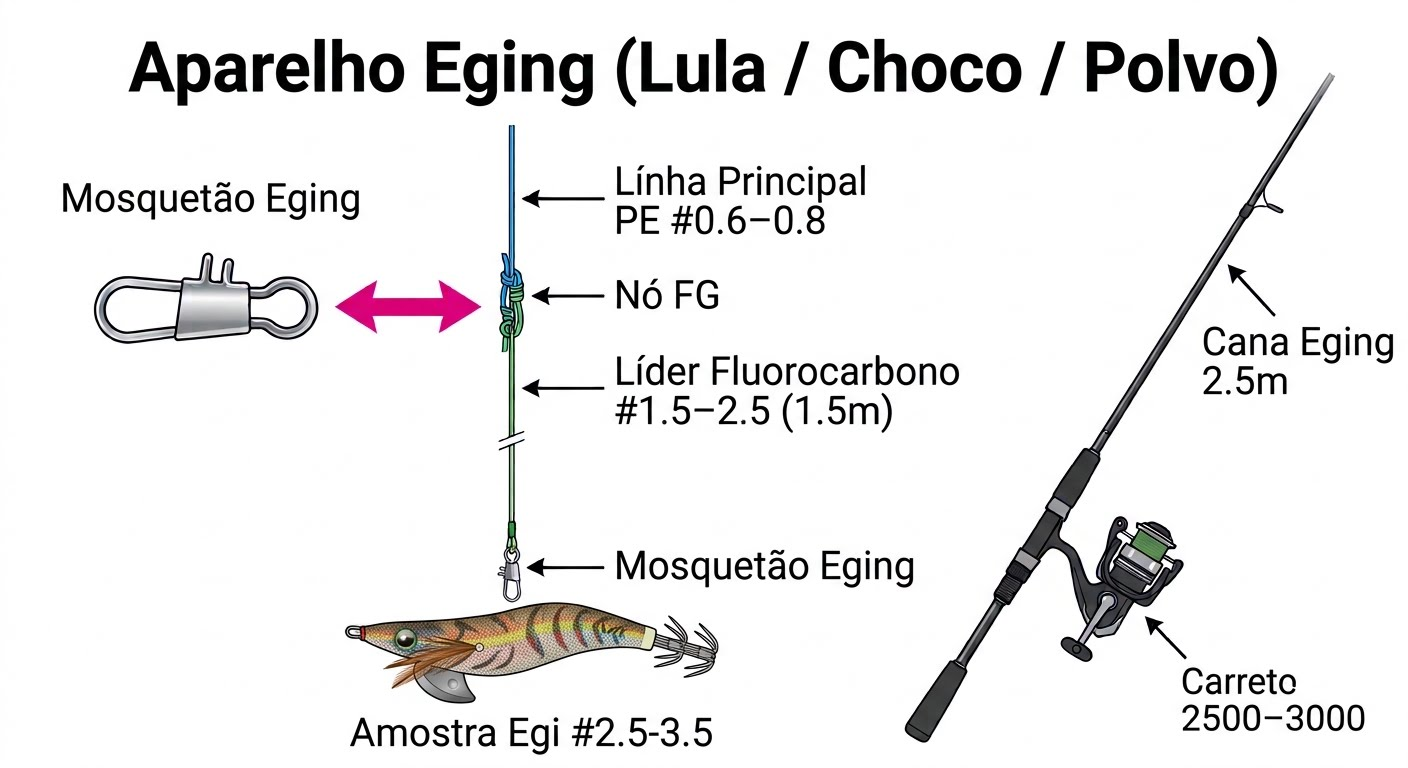 Aparelho Eging (Lula / Choco / Polvo)
Mosquetão Eging
Línha Principal
PE #0.6–0.8
Nó FG
Líder Fluorocarbono
#1.5–2.5 (1.5m)
Cana Eging
2.5m
Mosquetão Eging
Carreto
2500–3000
Amostra Egi #2.5-3.5